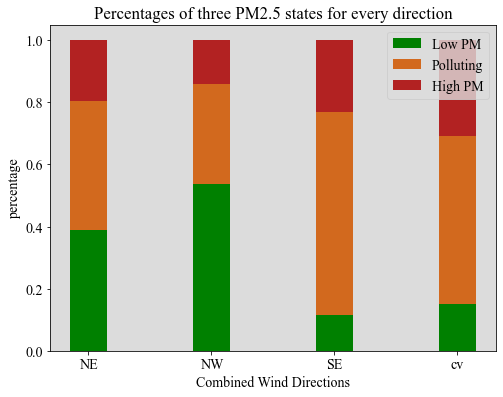 Percentages of three PM2.5 states for every direction
1.0
0.8
0.6
0.4
0.2
0.0
percentage
Low PM
Polluting
High PM
NE
NW
SE
cv
Combined Wind Directions